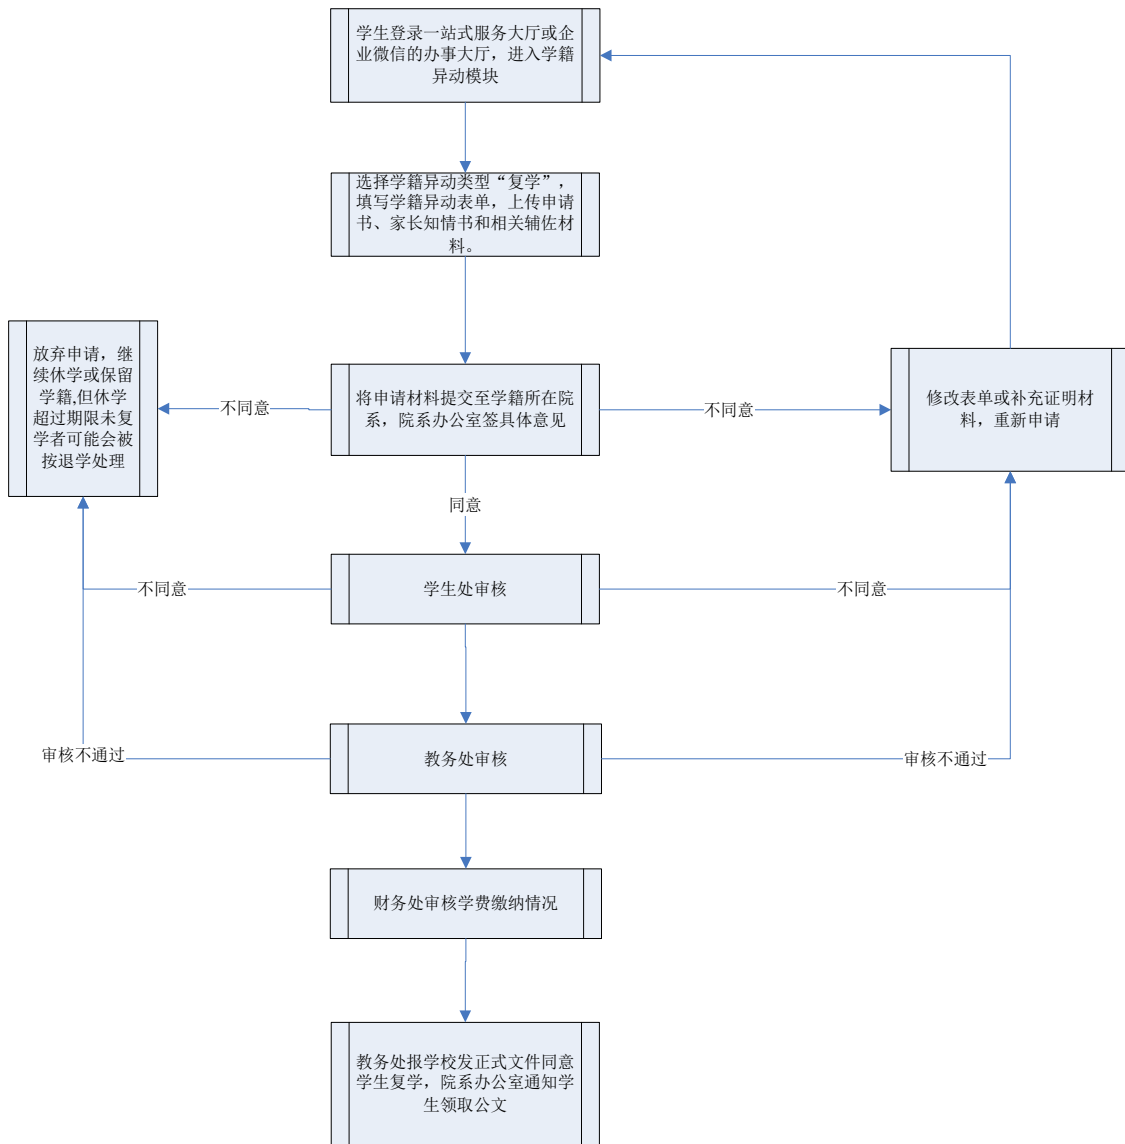 学生登录一站式服务大厅或企
业微信的办事大厅，进入学籍
异动模块
选择学籍异动类型“复学”，
填写学籍异动表单，上传申请
书、家长知情书和相关辅佐材
料。
放弃申请，继
续休学或保留
学籍,但休学
超过期限未复
学者可能会被
按退学处理
不同意
将申请材料提交至学籍所在院
系，院系办公室签具体意见
不同意
修改表单或补充证明材
料，重新申请
同意
不同意
学生处审核
不同意
审核不通过
教务处审核
审核不通过
财务处审核学费缴纳情况
教务处报学校发正式文件同意
学生复学，院系办公室通知学
生领取公文